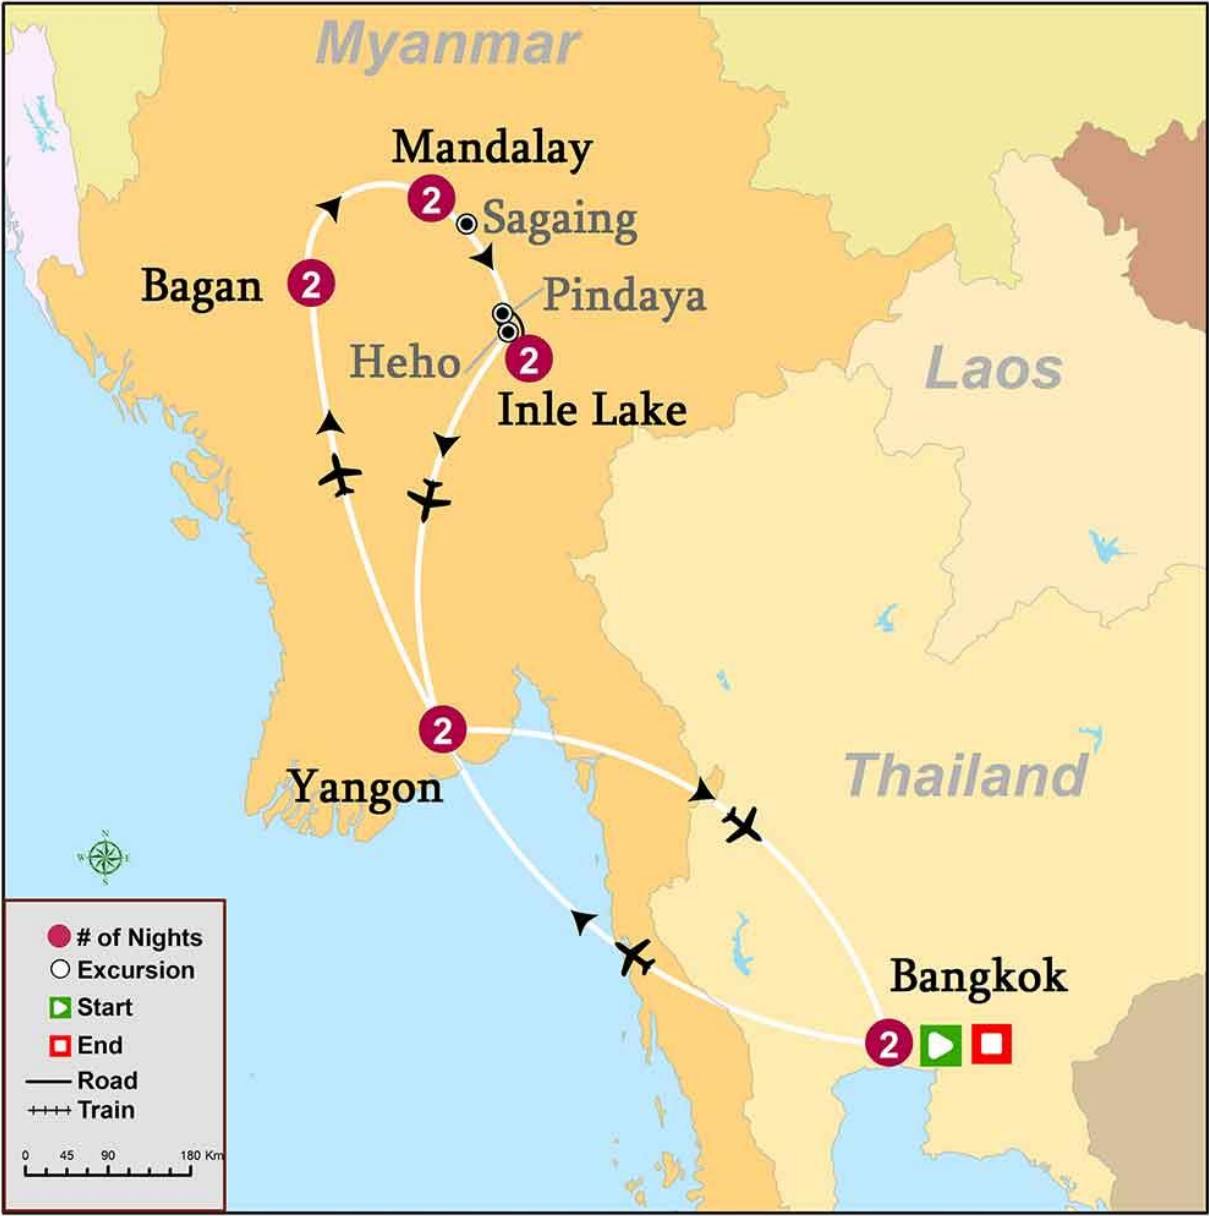 Myanmar
Mandalay
2
Sagaing
Bagan
2
Pindaya
Heho
2
Inle Lake
Laos
2
Yangon
Thailand
N
W E
S
Bangkok
2
# of Nights
Excursion
Start
End
Road
Train
0 45 90 180 Km